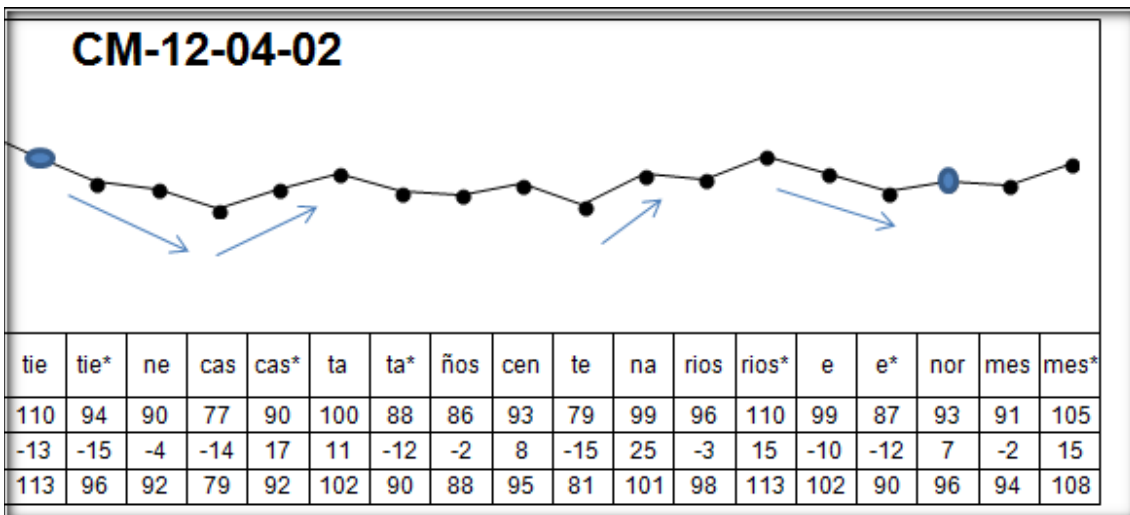 CM-12-04-02
tie tie* ne cas cas* ta ta* ños cen te na rios rios* e e* nor mes mes*
110 94 90 77 90 100 88 86 93 79 99 96 110 99 87 93 91 105
-13 -15 -4 -14 17 11 -12 -2 8 -15 25 -3 15 -10 -12 7 -2 15
113 96 92 79 92 102 90 88 95 81 101 98 113 102 90 96 94 108